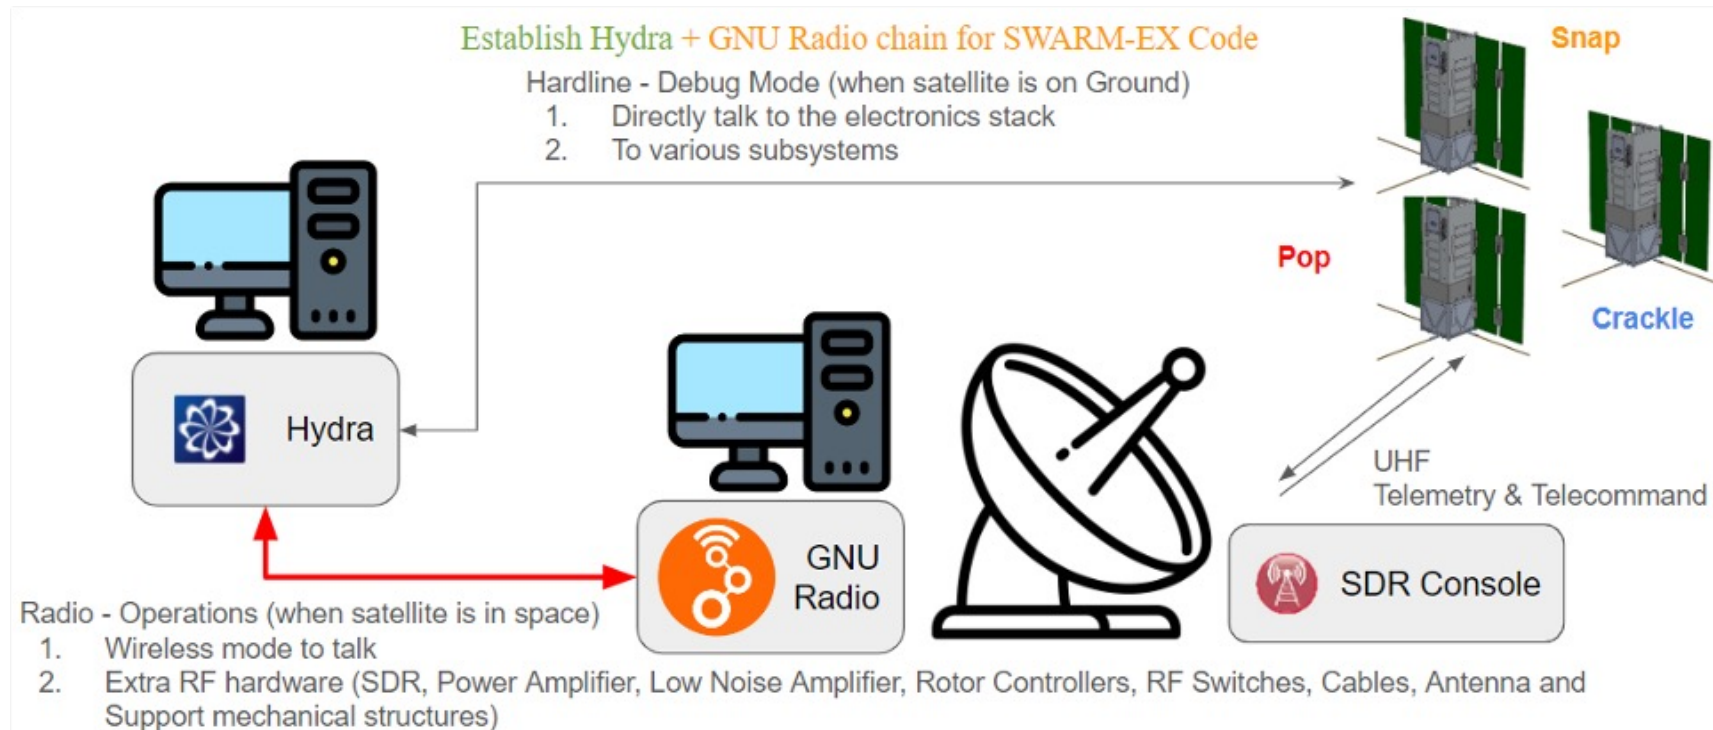 Establish Hydra + GNU Radio chain for SWARM-EX Code
Hardline - Debug Mode (when satellite is on Ground)
1. Directly talk to the electronics stack
2. To various subsystems
Snap
Pop
Crackle
Hydra
UHF
Telemetry & Telecommand
GNU
Radio
SDR Console
Radio - Operations (when satellite is in space)
1. Wireless mode to talk
2. Extra RF hardware (SDR, Power Amplifier, Low Noise Amplifier, Rotor Controllers, RF Switches, Cables, Antenna and
Support mechanical structures)